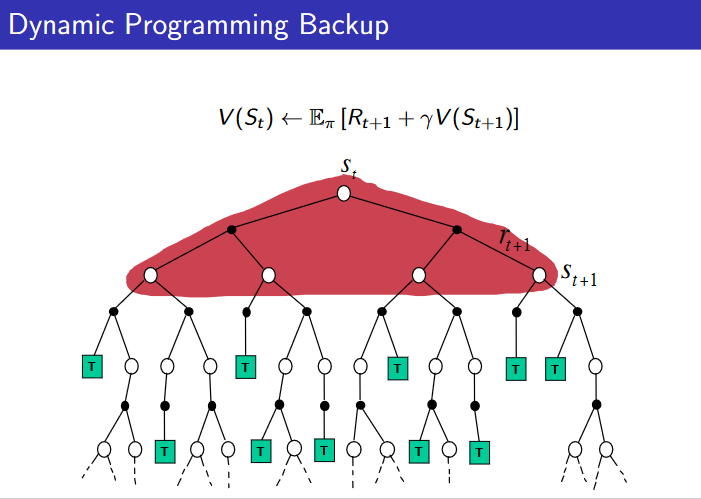 Dynamic Programming Backup
V(S_t) ← 𝔼_π [R_{t+1} + γV(S_{t+1})]
s_t
r_{t+1}
s_{t+1}
T T T T T
T T T T T